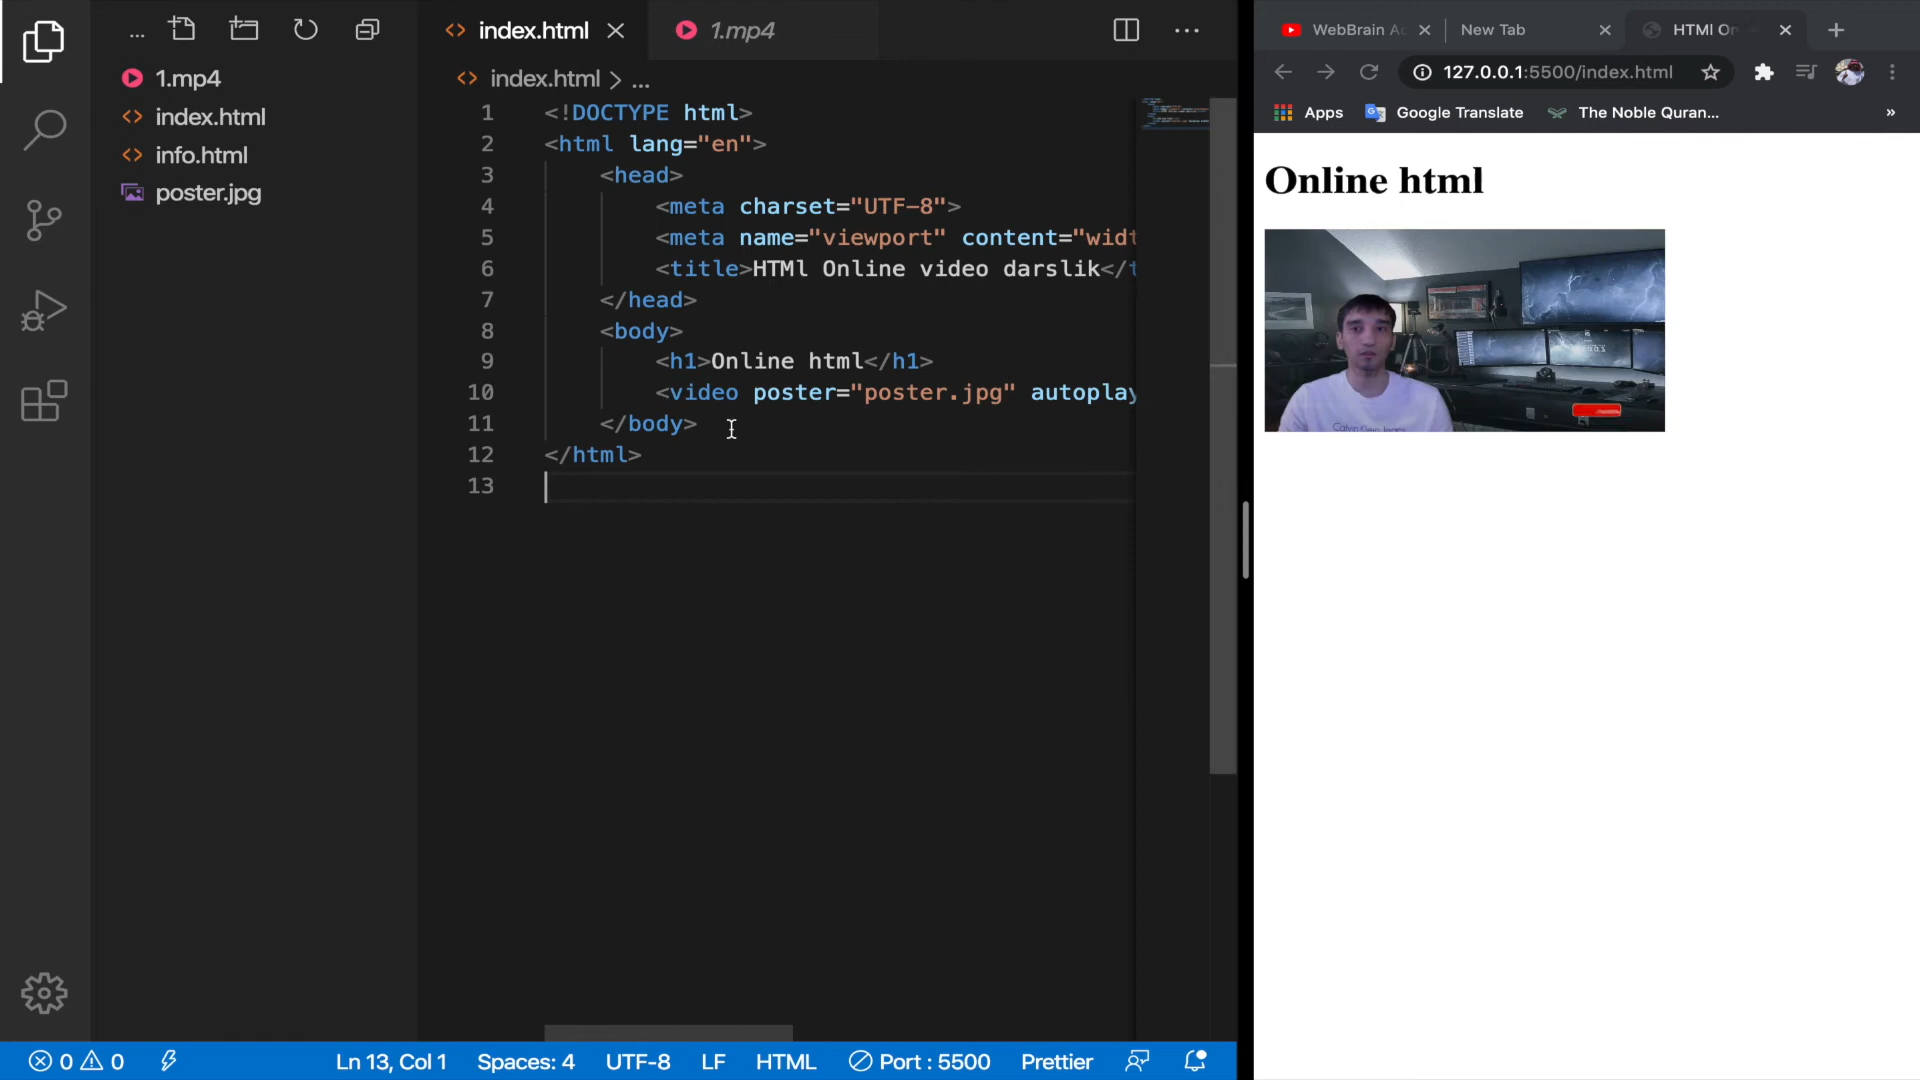 ...
index.html
1.mp4
...
WebBrain Ac
New Tab
HTMl On
127.0.0.1:5500/index.html
Apps
Google Translate
The Noble Quran...
»
1.mp4
index.html
info.html
poster.jpg
index.html > ...
1 <!DOCTYPE html>
2 <html lang="en">
3 <head>
4 <meta charset="UTF-8">
5 <meta name="viewport" content="widt
6 <title>HTMl Online video darslik</t
7 </head>
8 <body>
9 <h1>Online html</h1>
10 <video poster="poster.jpg" autoplay
11 </body>
12 </html>
13
Online html
Calvin Klein Jeans
0 0
Ln 13, Col 1
Spaces: 4
UTF-8
LF
HTML
Port : 5500
Prettier